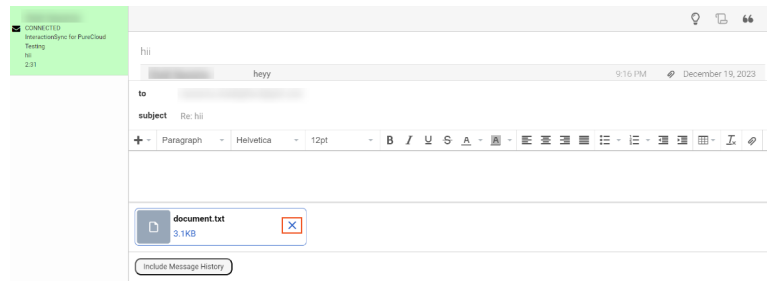 CONNECTED
InteractionSync for PureCloud
Testing
hii
2:31
hii
heyy 9:16 PM December 19, 2023
to
subject Re: hii
Paragraph Helvetica 12pt B I U S A A
document.txt
3.1KB
Include Message History